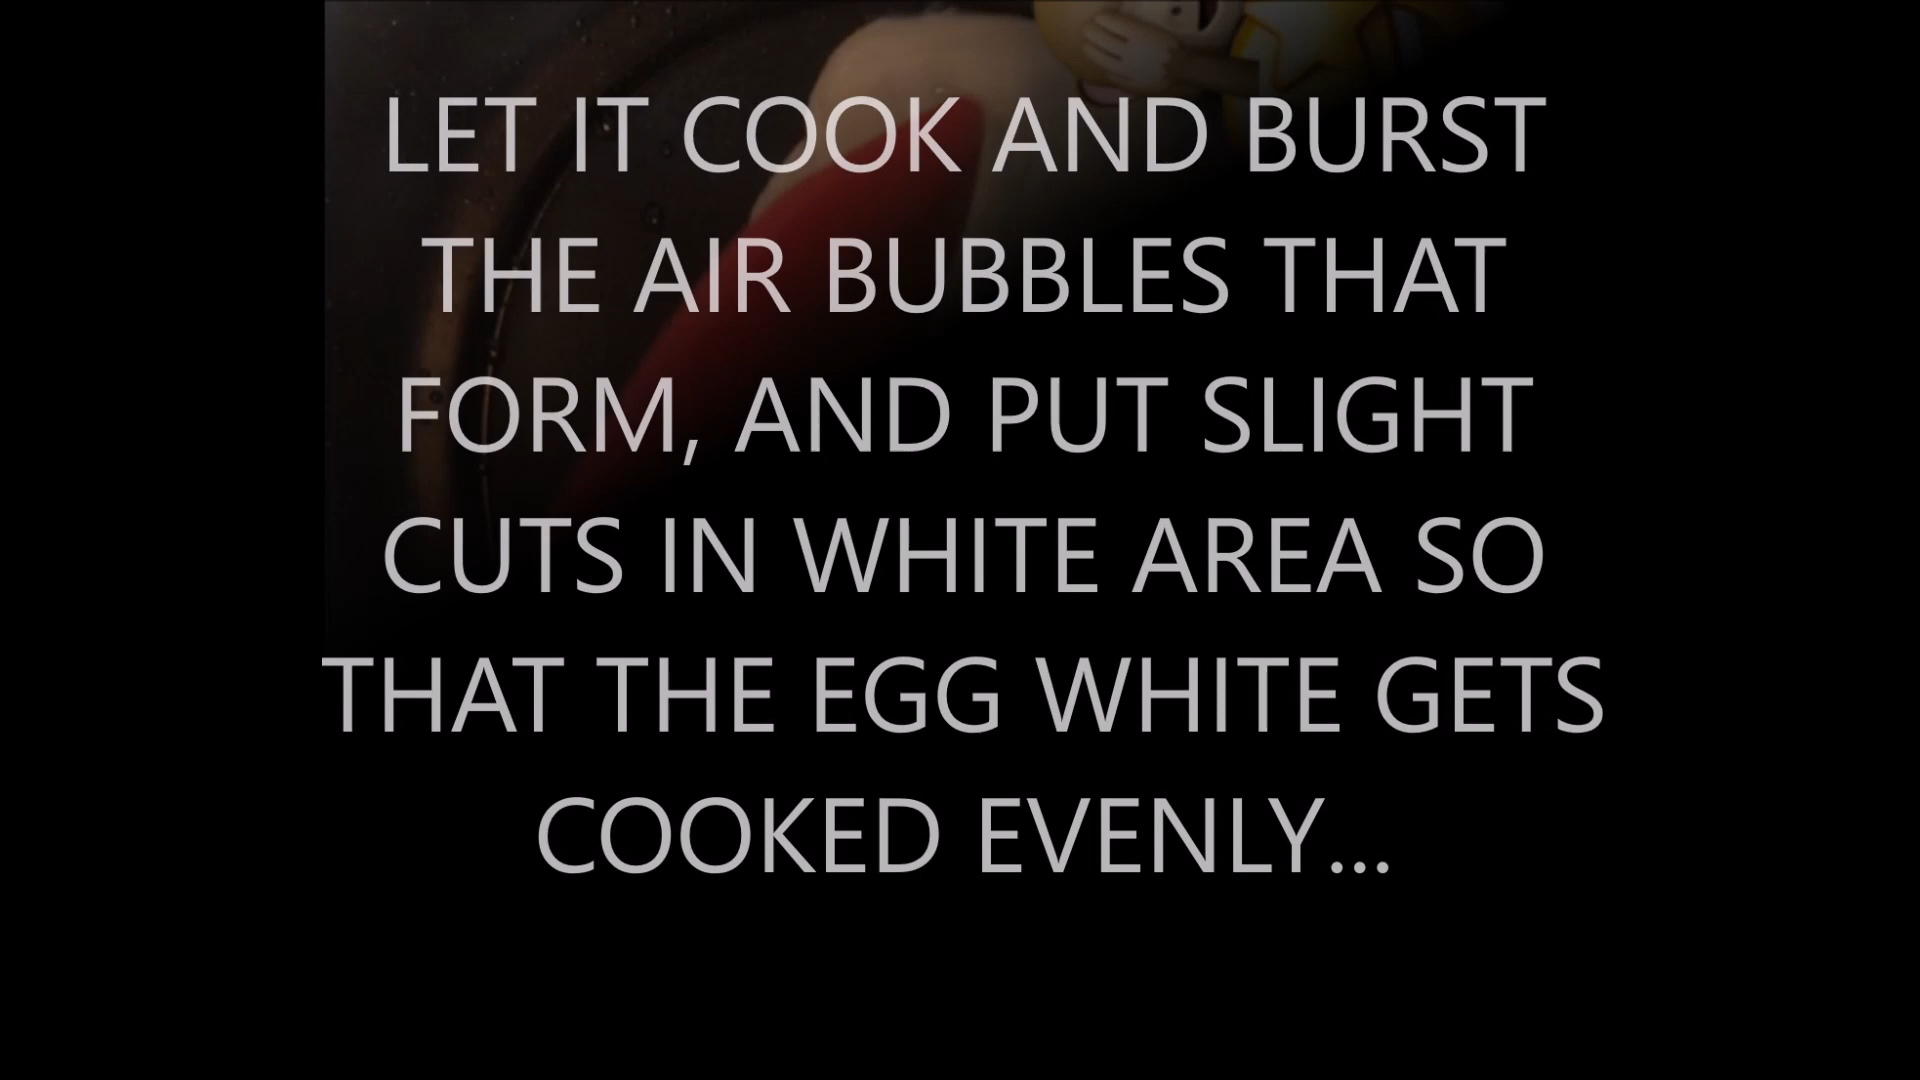 LET IT COOK AND BURST
THE AIR BUBBLES THAT
FORM, AND PUT SLIGHT
CUTS IN WHITE AREA SO
THAT THE EGG WHITE GETS
COOKED EVENLY...